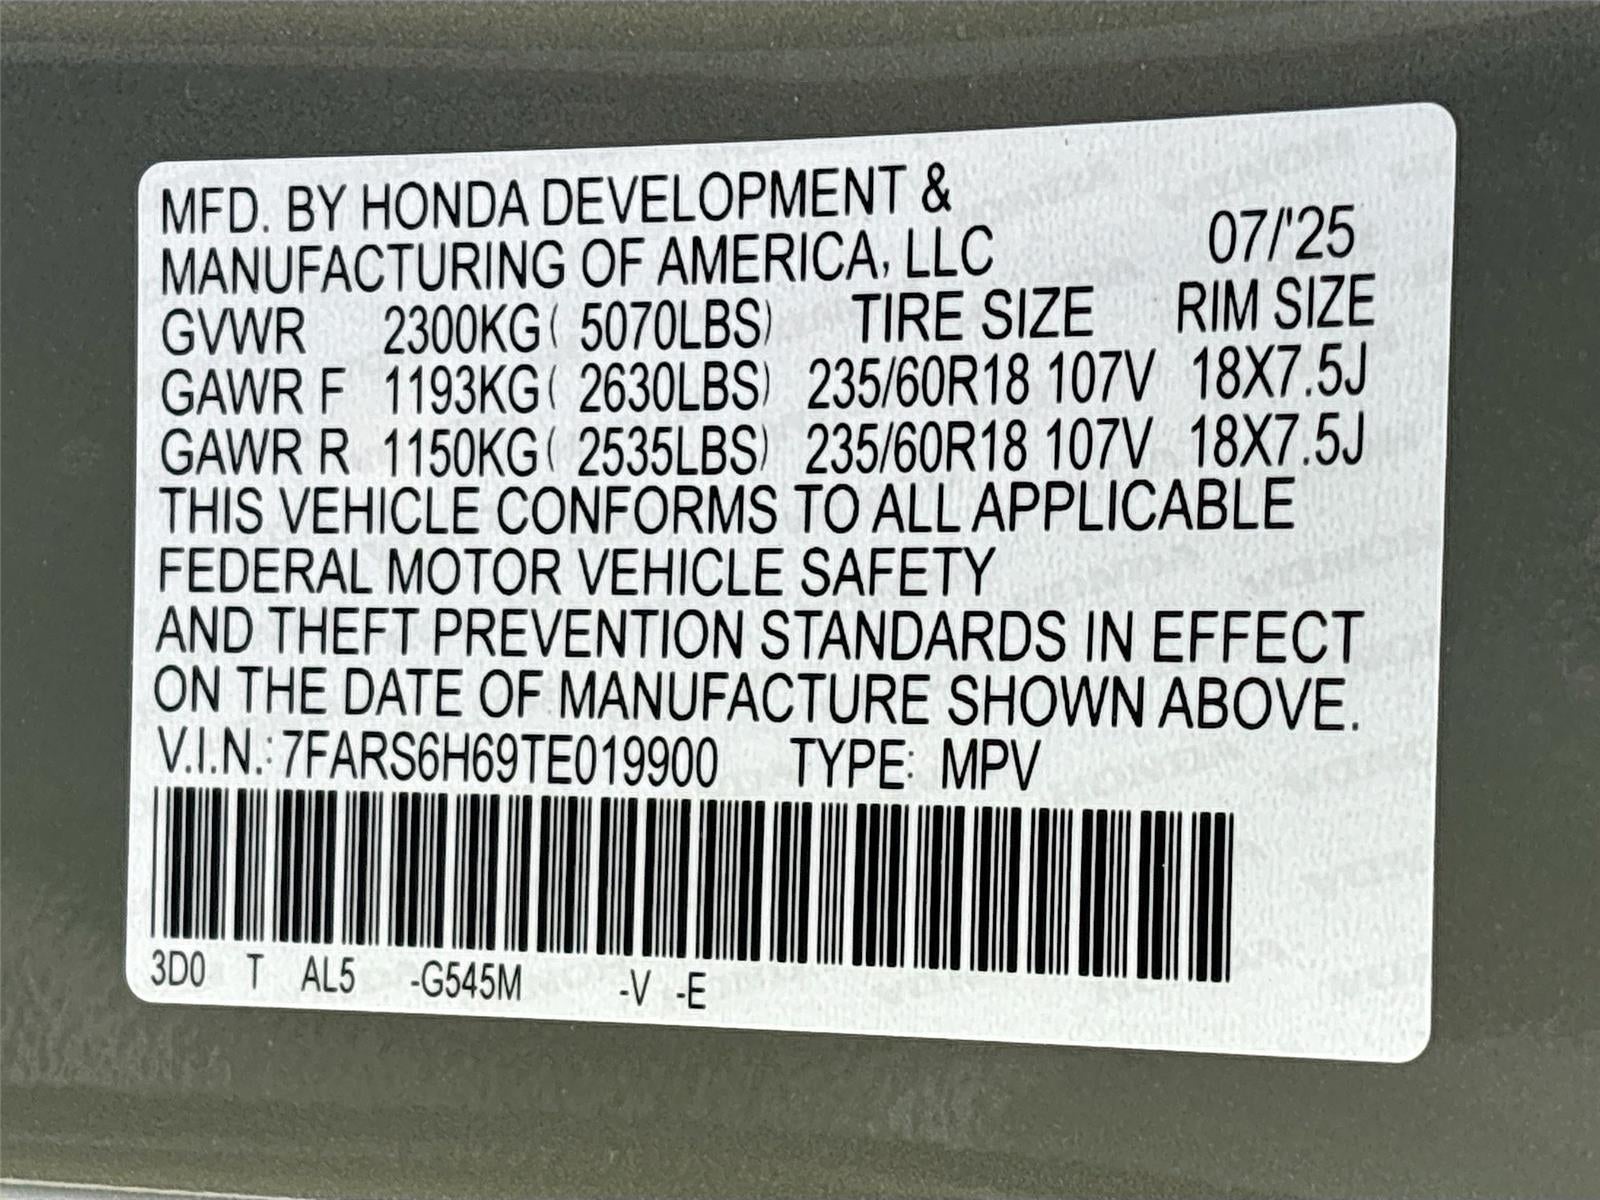 MFD. BY HONDA DEVELOPMENT &
MANUFACTURING OF AMERICA, LLC 07/'25
GVWR 2300KG( 5070LBS) TIRE SIZE RIM SIZE
GAWR F 1193KG( 2630LBS) 235/60R18 107V 18X7.5J
GAWR R 1150KG( 2535LBS) 235/60R18 107V 18X7.5J
THIS VEHICLE CONFORMS TO ALL APPLICABLE
FEDERAL MOTOR VEHICLE SAFETY
AND THEFT PREVENTION STANDARDS IN EFFECT
ON THE DATE OF MANUFACTURE SHOWN ABOVE.
V.I.N.: 7FARS6H69TE019900 TYPE: MPV
3D0 T AL5 -G545M -V -E